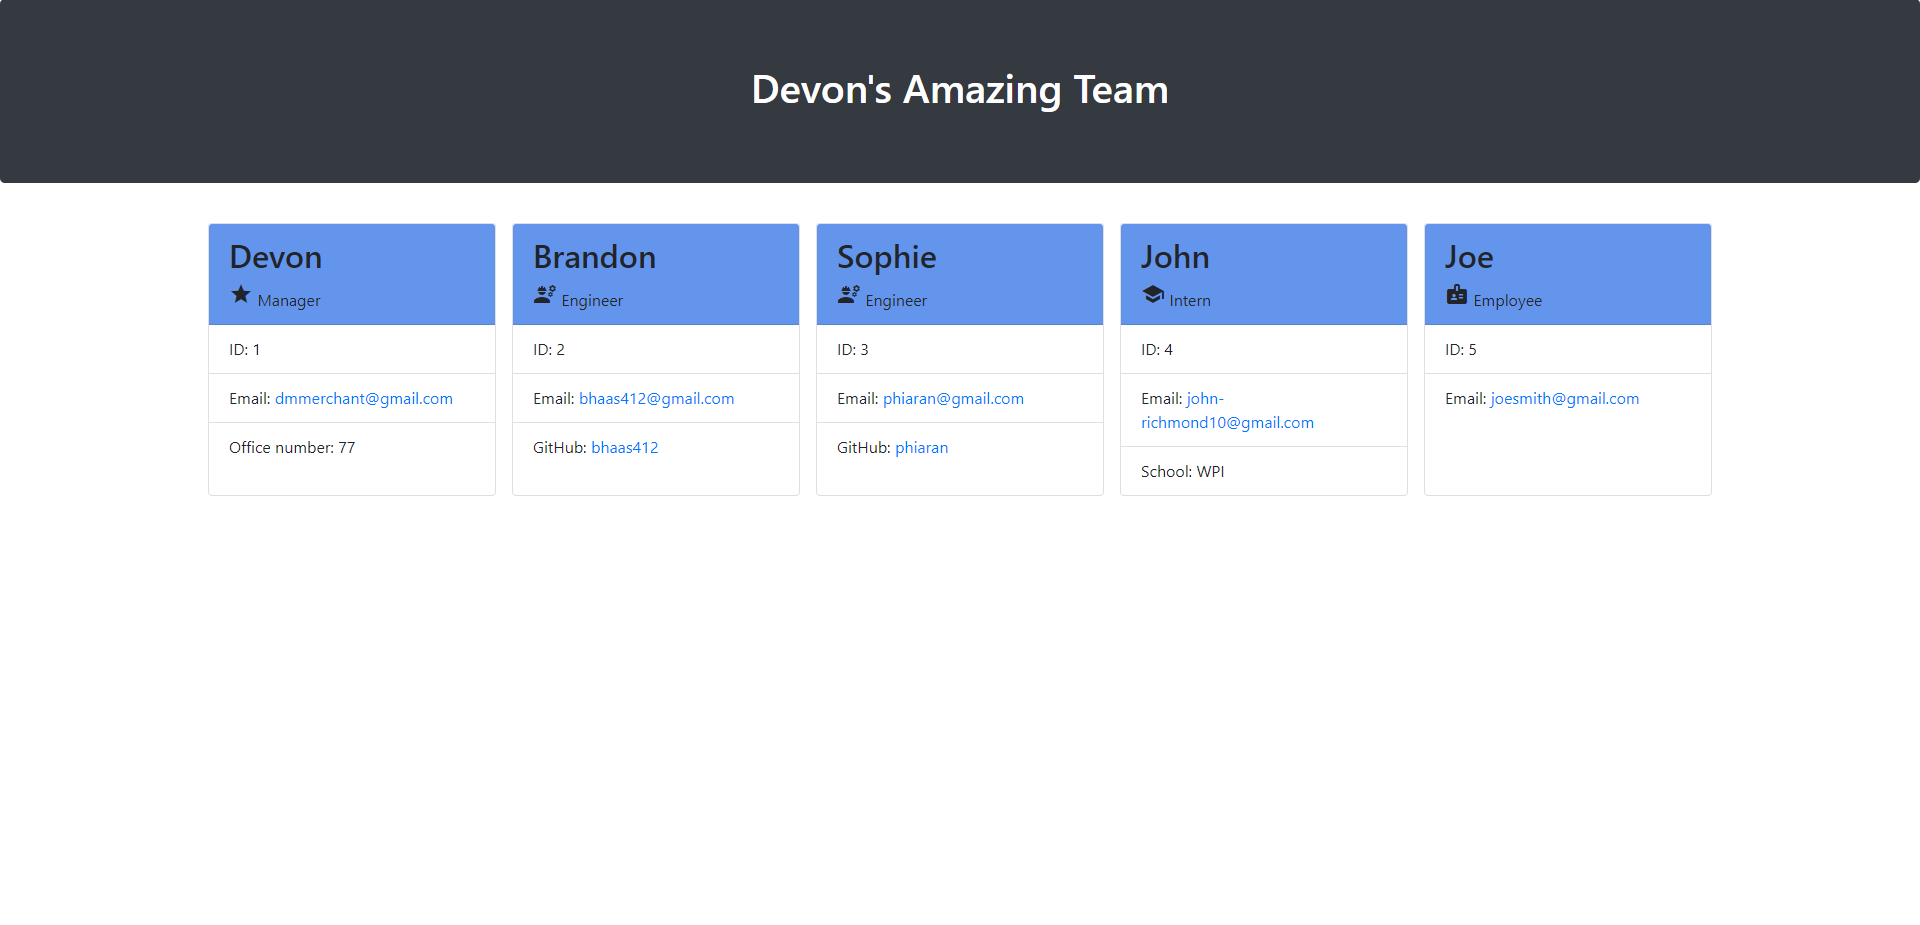 Devon's Amazing Team
Devon
Manager
ID: 1
Email: dmmerchant@gmail.com
Office number: 77
Brandon
Engineer
ID: 2
Email: bhaas412@gmail.com
GitHub: bhaas412
Sophie
Engineer
ID: 3
Email: phiaran@gmail.com
GitHub: phiaran
John
Intern
ID: 4
Email: john-
richmond10@gmail.com
School: WPI
Joe
Employee
ID: 5
Email: joesmith@gmail.com